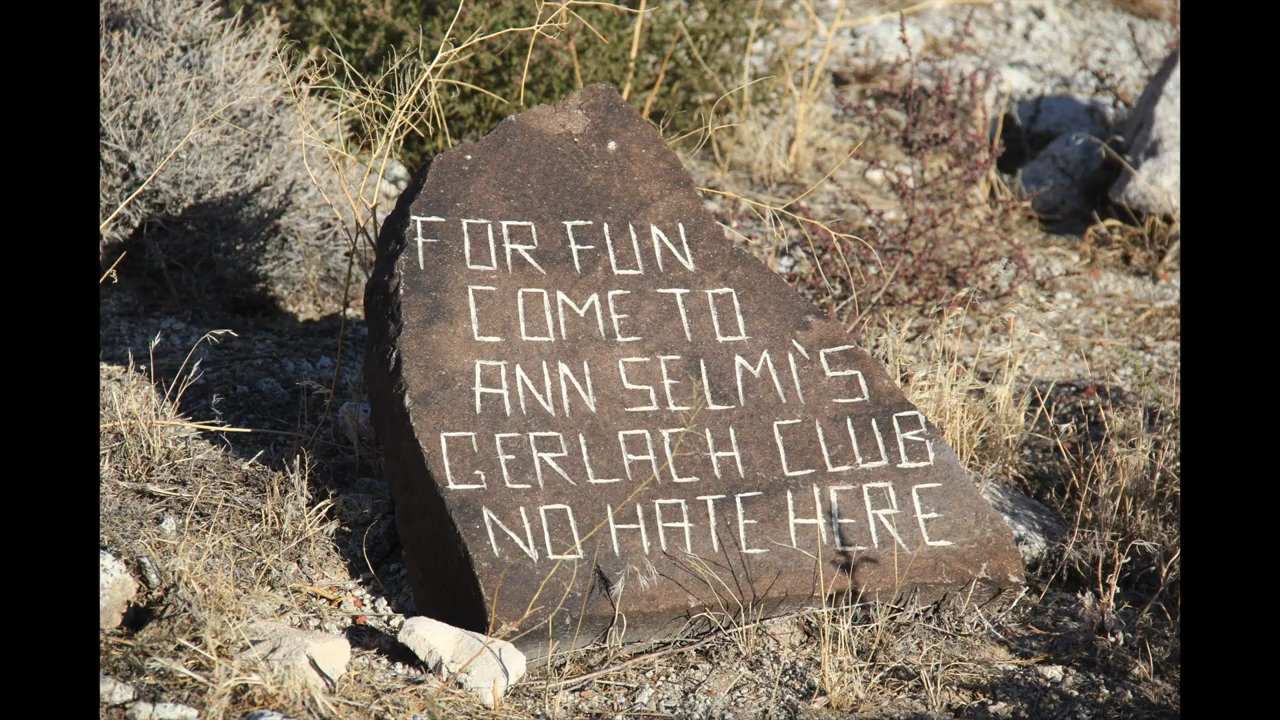 FOR FUN
COME TO
ANN SELMI'S
GERLACH CLUB
NO HATE HERE